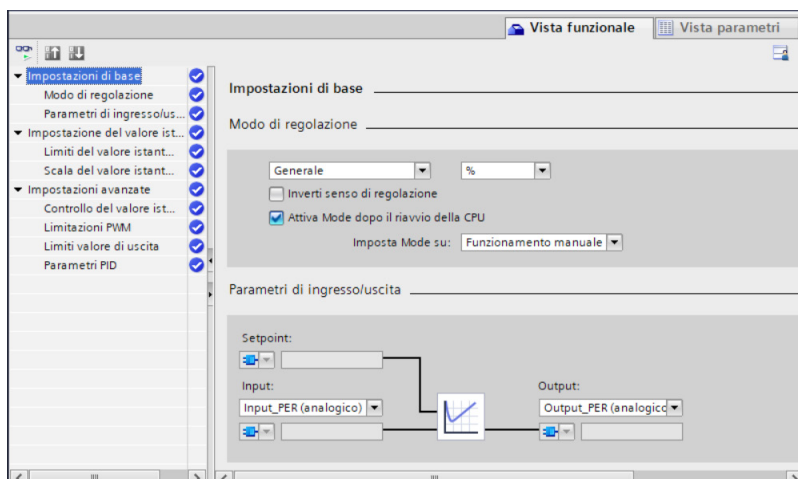 Vista funzionale Vista parametri
Impostazioni di base
Modo di regolazione
Parametri di ingresso/us...
Impostazione del valore ist...
Limiti del valore istant...
Scala del valore istant...
Impostazioni avanzate
Controllo del valore ist...
Limitazioni PWM
Limiti valore di uscita
Parametri PID
Impostazioni di base
Modo di regolazione
Generale %
Inverti senso di regolazione
Attiva Mode dopo il riavvio della CPU
Imposta Mode su: Funzionamento manuale
Parametri di ingresso/uscita
Setpoint:
Input: Output:
Input_PER (analogico) Output_PER (analogico